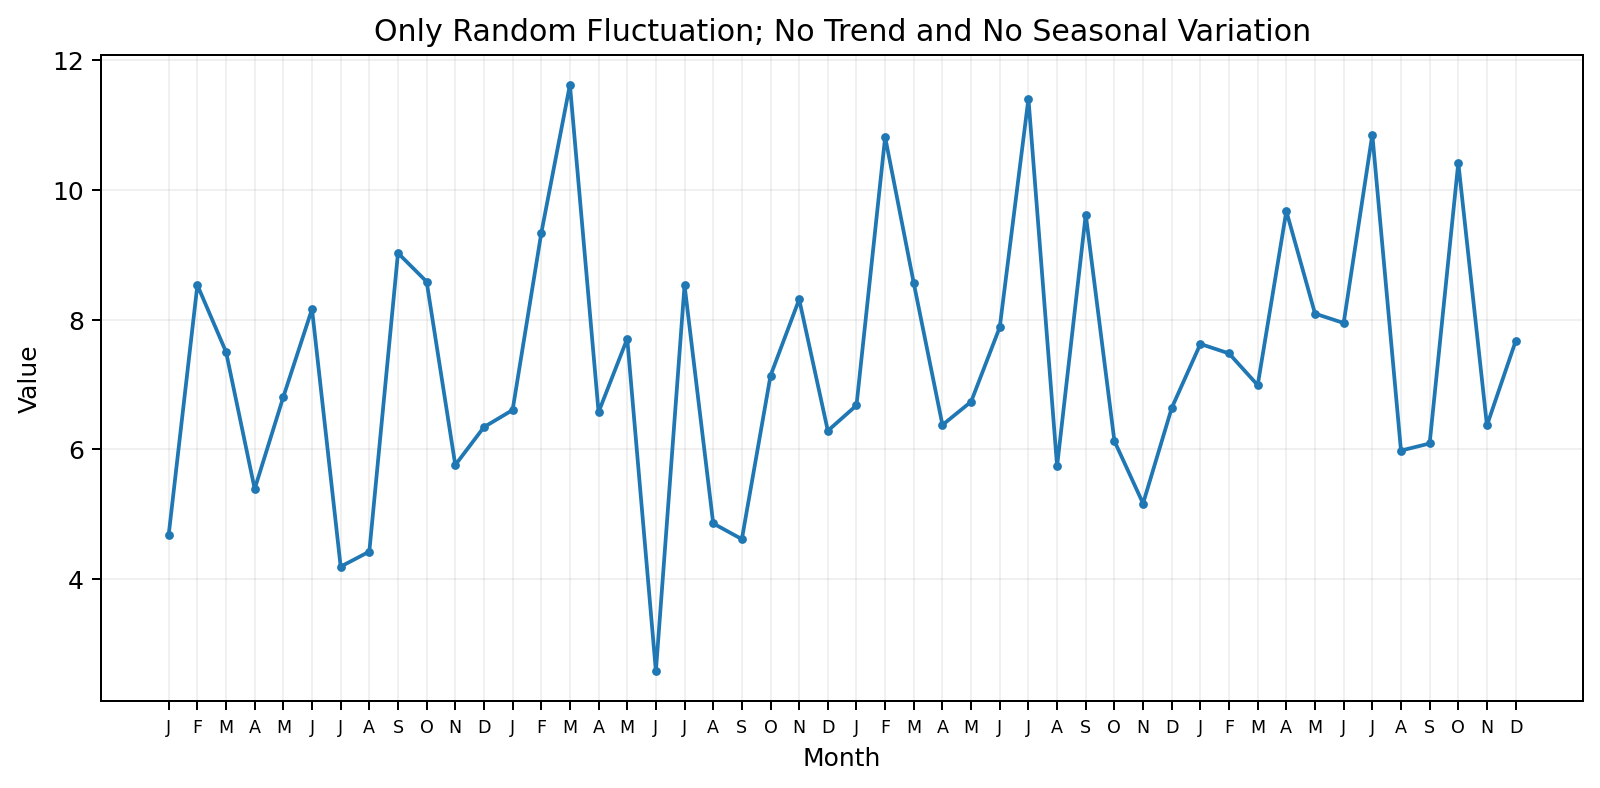 Only Random Fluctuation; No Trend and No Seasonal Variation
12
10
8
6
4
Value
J F M A M J J A S O N D J F M A M J J A S O N D J F M A M J J A S O N D J F M A M J J A S O N D
Month